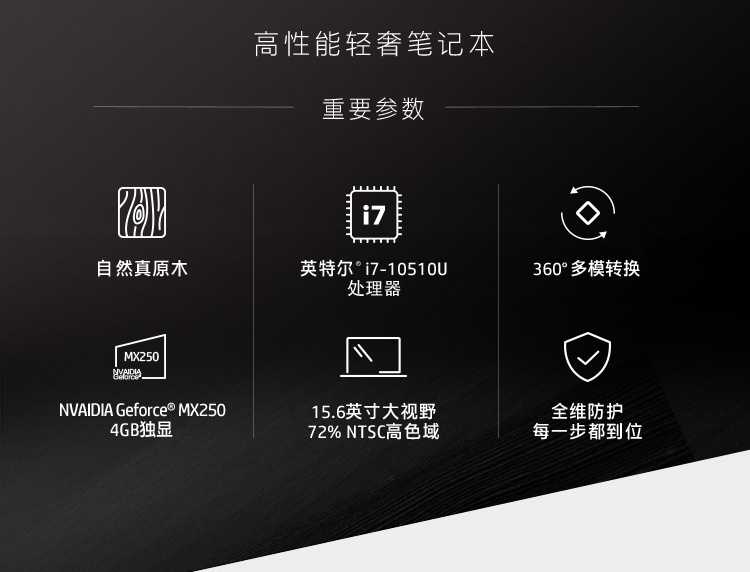 高性能轻奢笔记本
重要参数
i7
自然真原木
英特尔® i7-10510U
处理器
360°多模转换
MX250
NVAIDIA
Geforce®
NVAIDIA Geforce® MX250
4GB独显
15.6英寸大视野
72% NTSC高色域
全维防护
每一步都到位